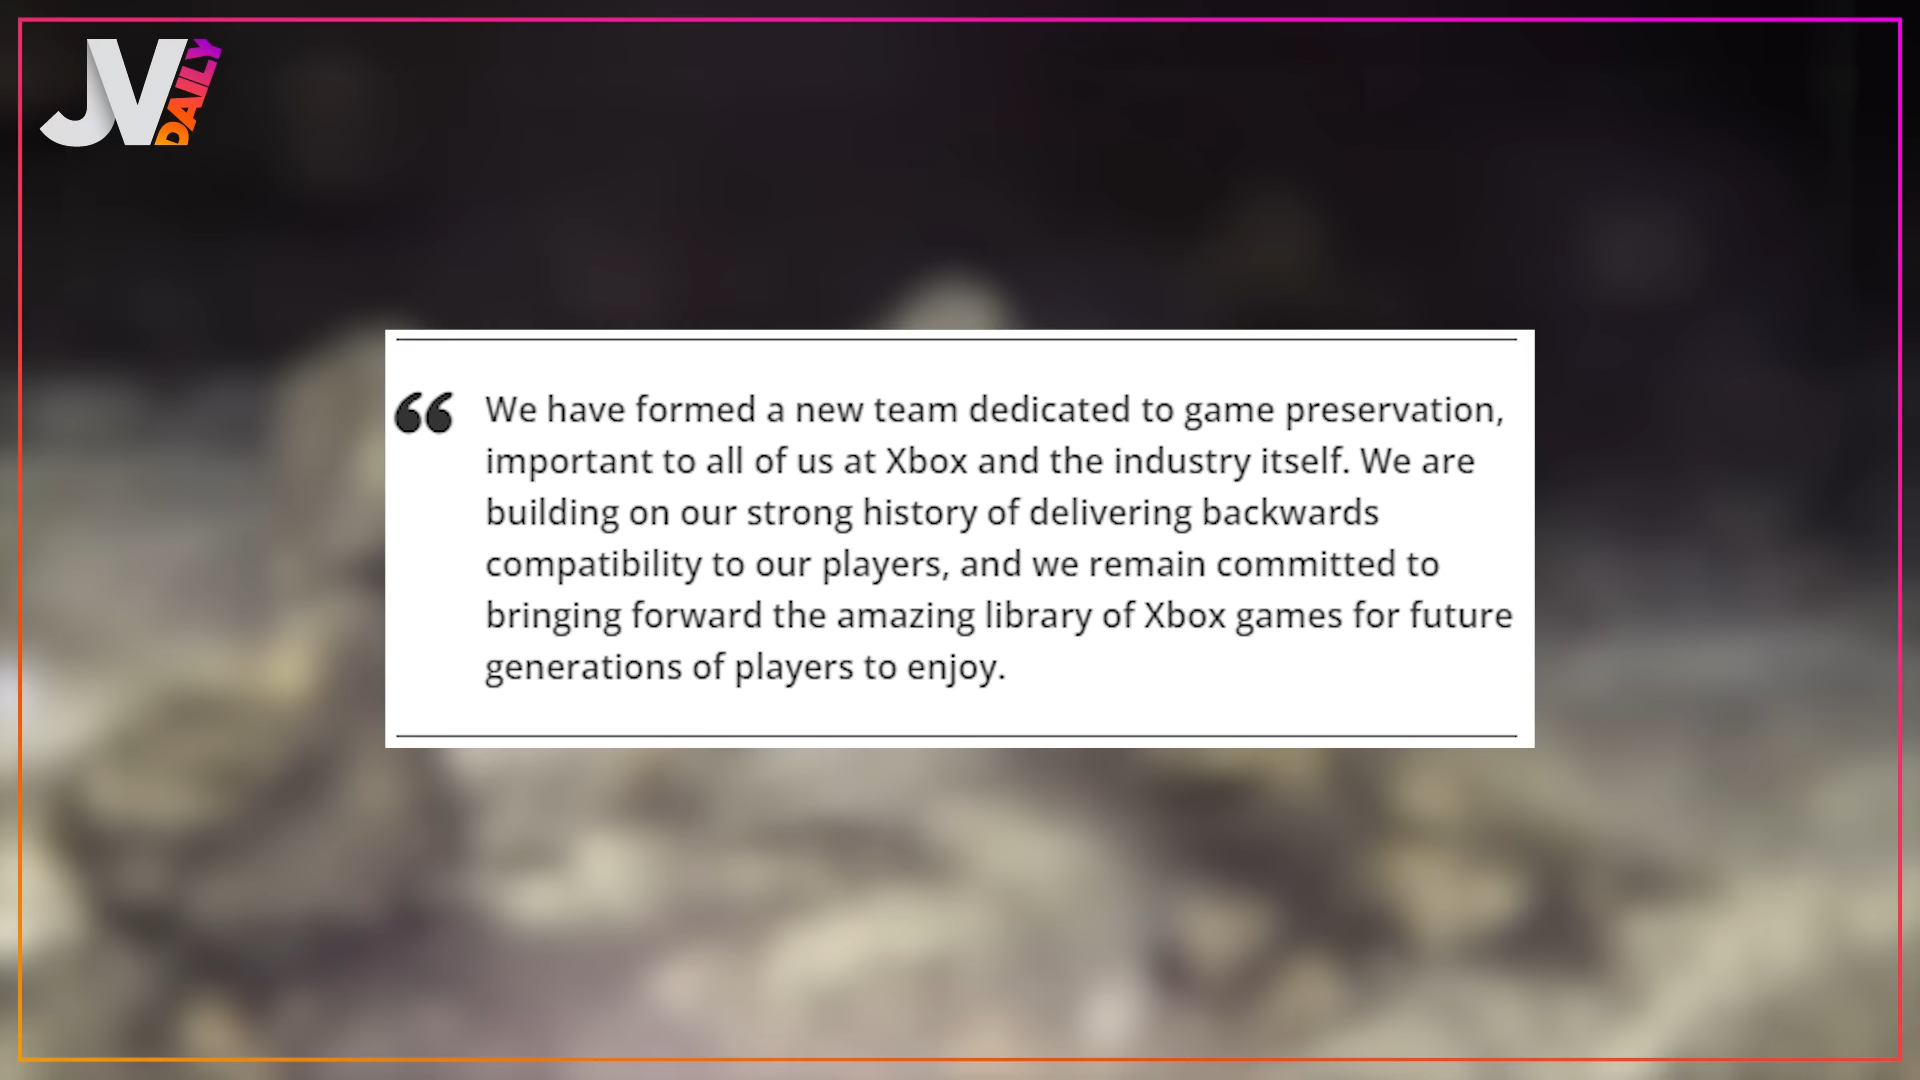 JV
DAILY
“
We have formed a new team dedicated to game preservation,
important to all of us at Xbox and the industry itself. We are
building on our strong history of delivering backwards
compatibility to our players, and we remain committed to
bringing forward the amazing library of Xbox games for future
generations of players to enjoy.